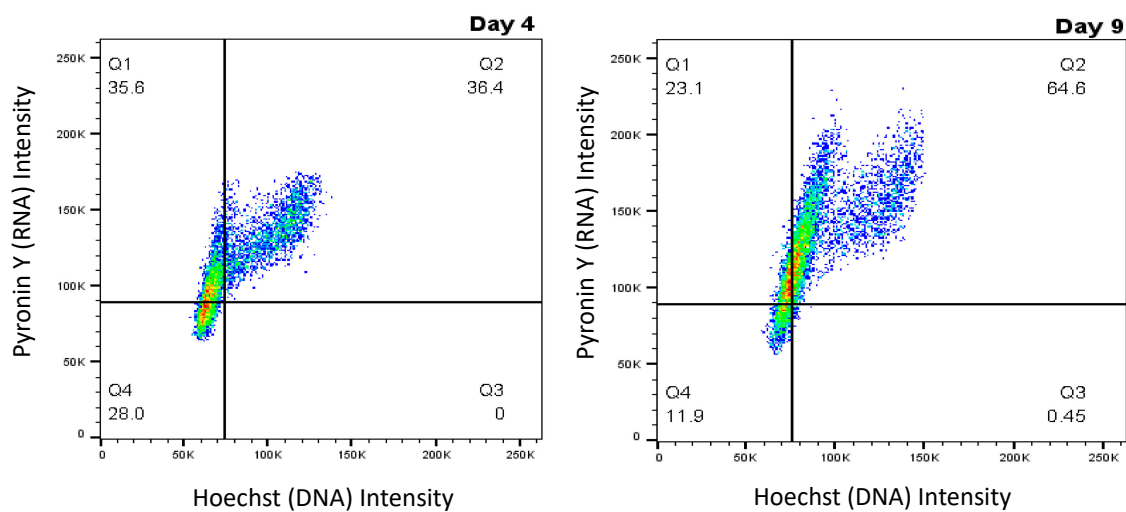 Day 4
Pyronin Y (RNA) Intensity
250K
200K
150K
100K
50K
0
Q1
35.6
Q2
36.4
Q4
28.0
Q3
0
0
50K
100K
150K
200K
250K
Hoechst (DNA) Intensity
Day 9
Pyronin Y (RNA) Intensity
250K
200K
150K
100K
50K
0
Q1
23.1
Q2
64.6
Q4
11.9
Q3
0.45
0
50K
100K
150K
200K
250K
Hoechst (DNA) Intensity